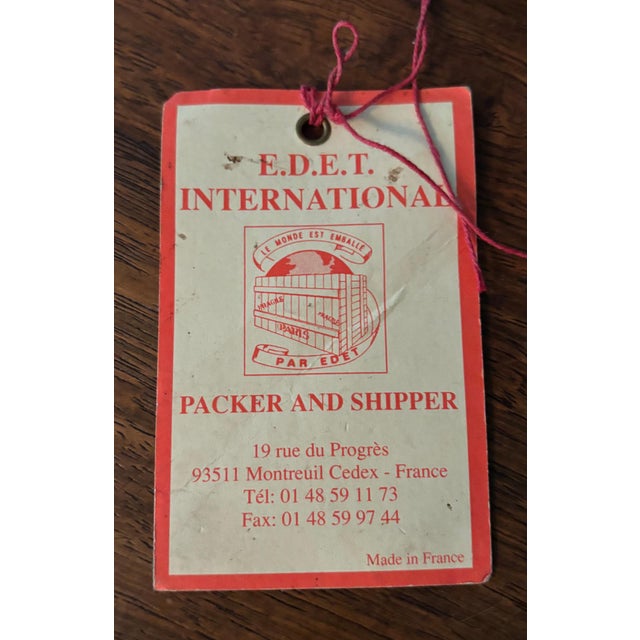 E.D.E.T.
INTERNATIONAL
LE MONDE EST EMBALLE
FRAGILE
FRAGILE
PARIS
PAR EDET
PACKER AND SHIPPER
19 rue du Progrès
93511 Montreuil Cedex - France
Tél: 01 48 59 11 73
Fax: 01 48 59 97 44
Made in France